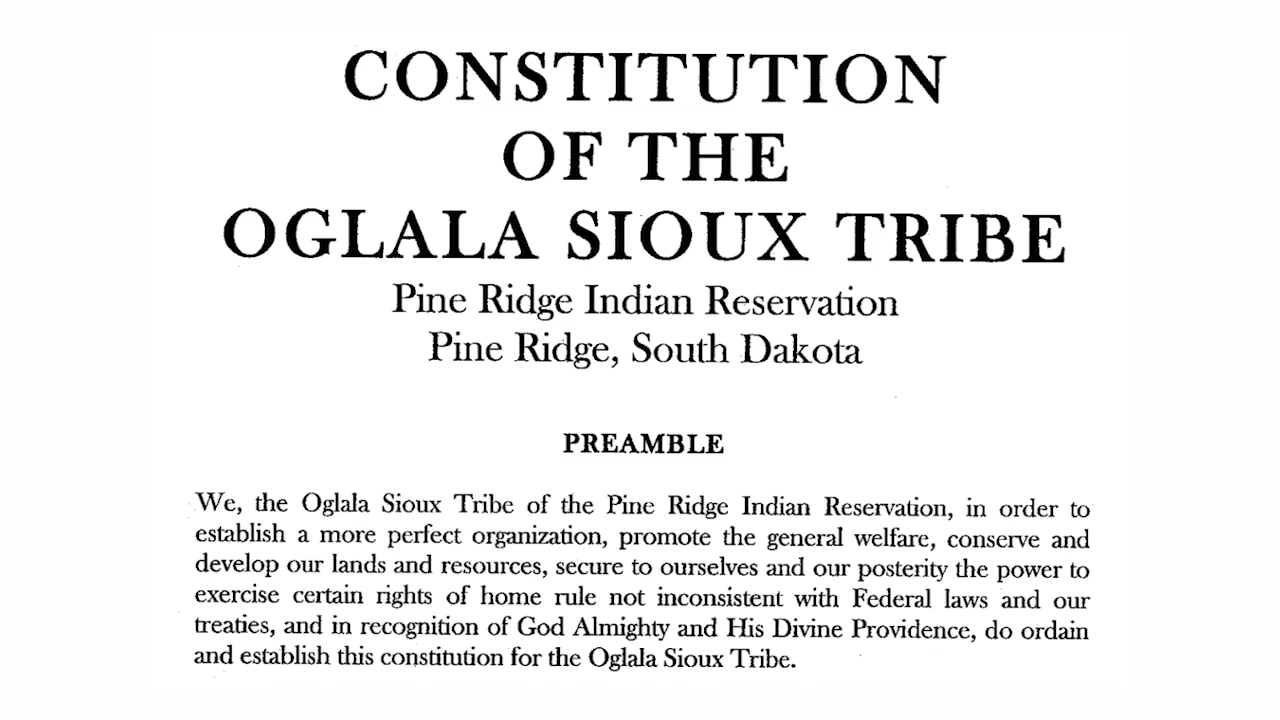 CONSTITUTION
OF THE
OGLALA SIOUX TRIBE
Pine Ridge Indian Reservation
Pine Ridge, South Dakota
PREAMBLE
We, the Oglala Sioux Tribe of the Pine Ridge Indian Reservation, in order to
establish a more perfect organization, promote the general welfare, conserve and
develop our lands and resources, secure to ourselves and our posterity the power to
exercise certain rights of home rule not inconsistent with Federal laws and our
treaties, and in recognition of God Almighty and His Divine Providence, do ordain
and establish this constitution for the Oglala Sioux Tribe.